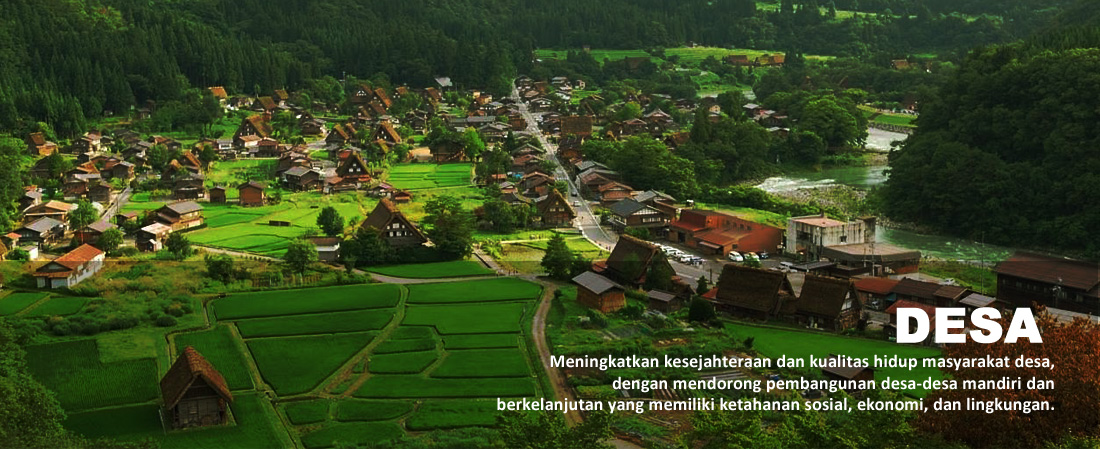 DESA
Meningkatkan kesejahteraan dan kualitas hidup masyarakat desa,
dengan mendorong pembangunan desa-desa mandiri dan
berkelanjutan yang memiliki ketahanan sosial, ekonomi, dan lingkungan.